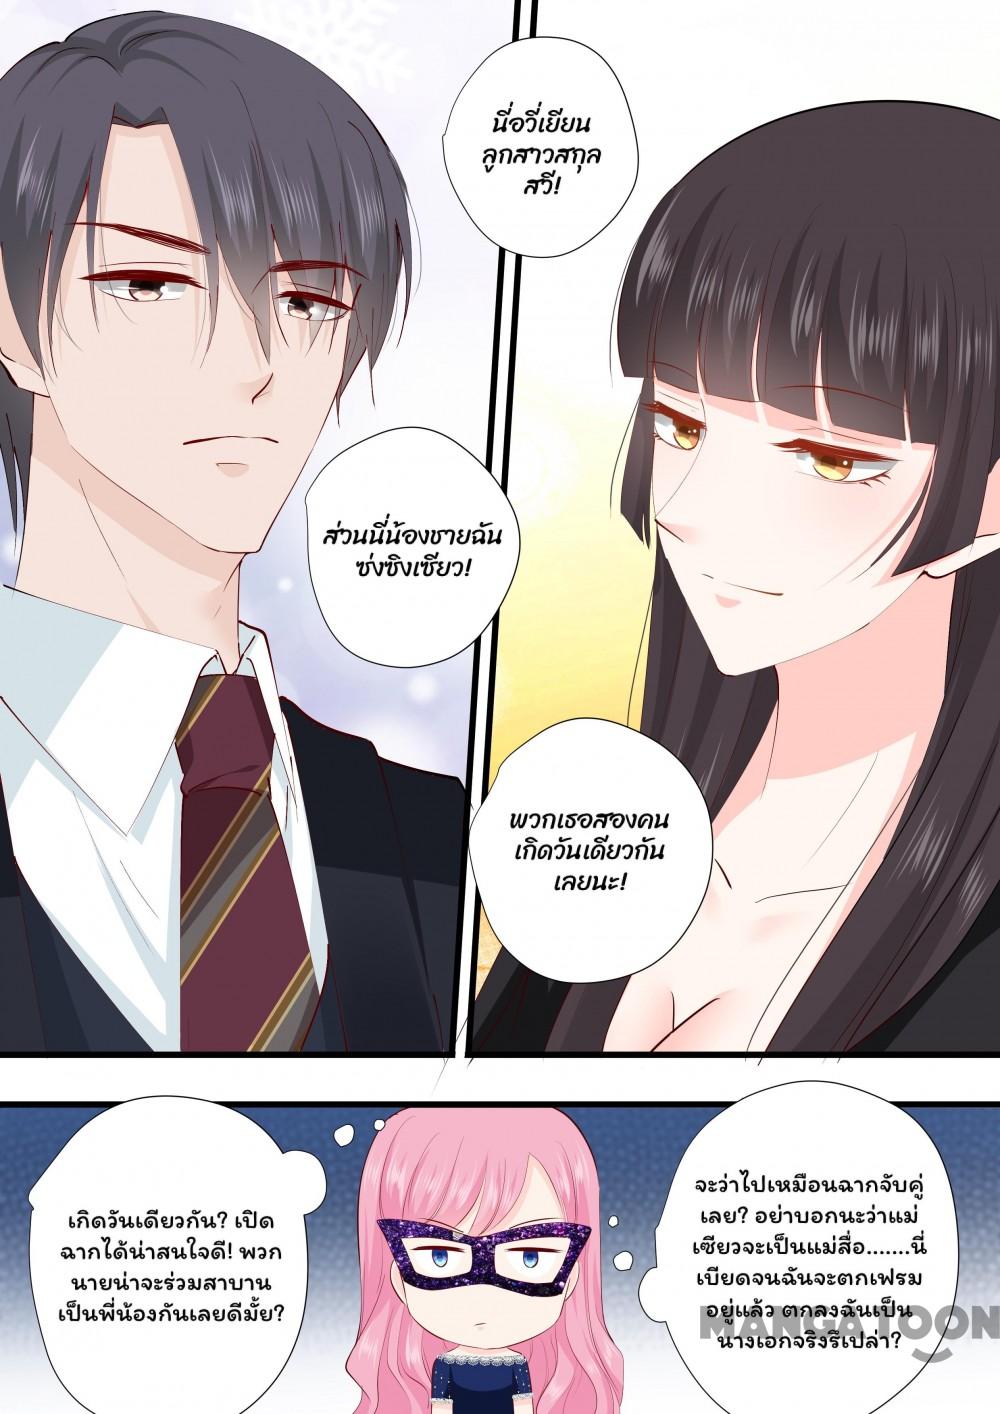 นี่อวี่เยียน
ลูกสาวสกุล
สวี!
ส่วนนี่น้องชายฉัน
ซ่งชิงเซียว!
พวกเธอสองคน
เกิดวันเดียวกัน
เลยนะ!
เกิดวันเดียวกัน? เปิด
ฉากได้น่าสนใจดี! พวก
นายน่าจะร่วมสาบาน
เป็นพี่น้องกันเลยดีมั้ย?
จะว่าไปเหมือนฉากจับคู่
เลย? อย่าบอกนะว่าแม่
เซียวจะเป็นแม่สื่อ.......นี่
เบียดจนฉันจะตกเฟรม
อยู่แล้ว ตกลงฉันเป็น
นางเอกจริงรึเปล่า?
MANGATOON